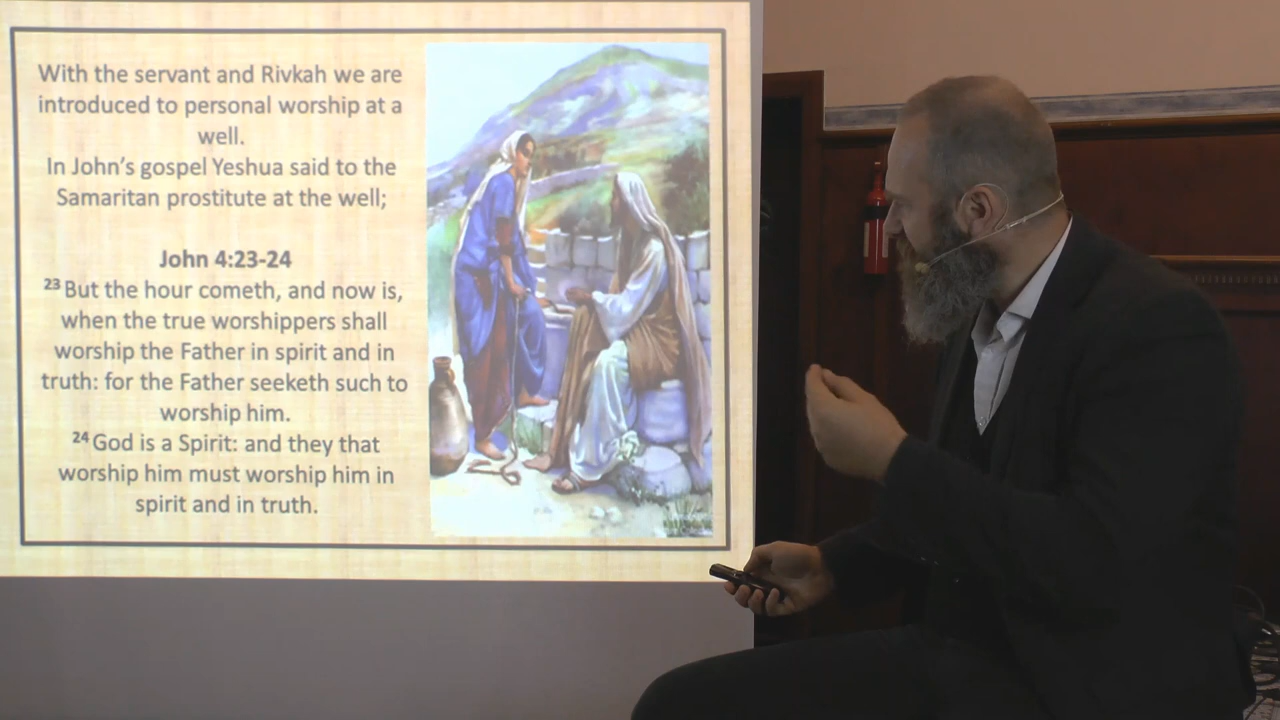 With the servant and Rivkah we are
introduced to personal worship at a
well.
In John's gospel Yeshua said to the
Samaritan prostitute at the well;
John 4:23-24
23 But the hour cometh, and now is,
when the true worshippers shall
worship the Father in spirit and in
truth: for the Father seeketh such to
worship him.
24 God is a Spirit: and they that
worship him must worship him in
spirit and in truth.